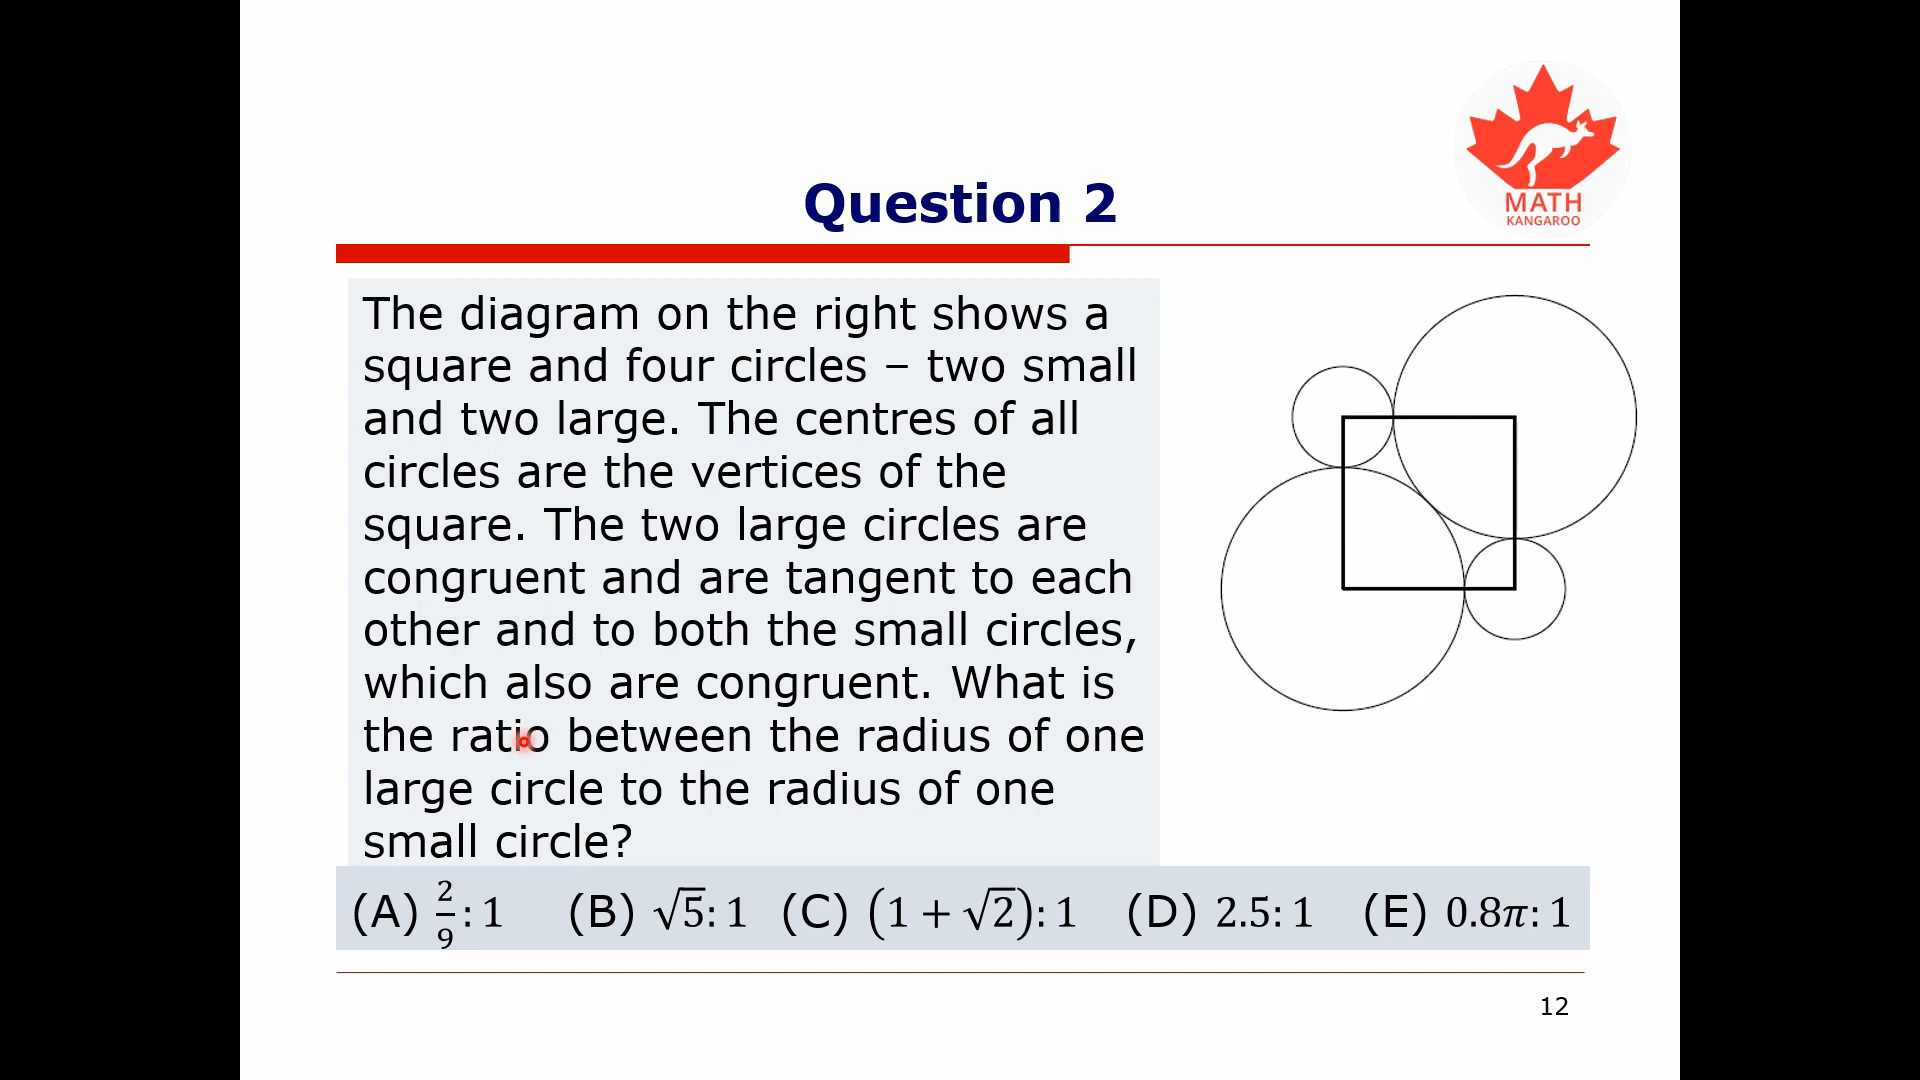 MATH
KANGAROO
Question 2
The diagram on the right shows a
square and four circles – two small
and two large. The centres of all
circles are the vertices of the
square. The two large circles are
congruent and are tangent to each
other and to both the small circles,
which also are congruent. What is
the ratio between the radius of one
large circle to the radius of one
small circle?
(A) 2/9 : 1 (B) √5 : 1 (C) (1 + √2) : 1 (D) 2.5 : 1 (E) 0.8π : 1
12